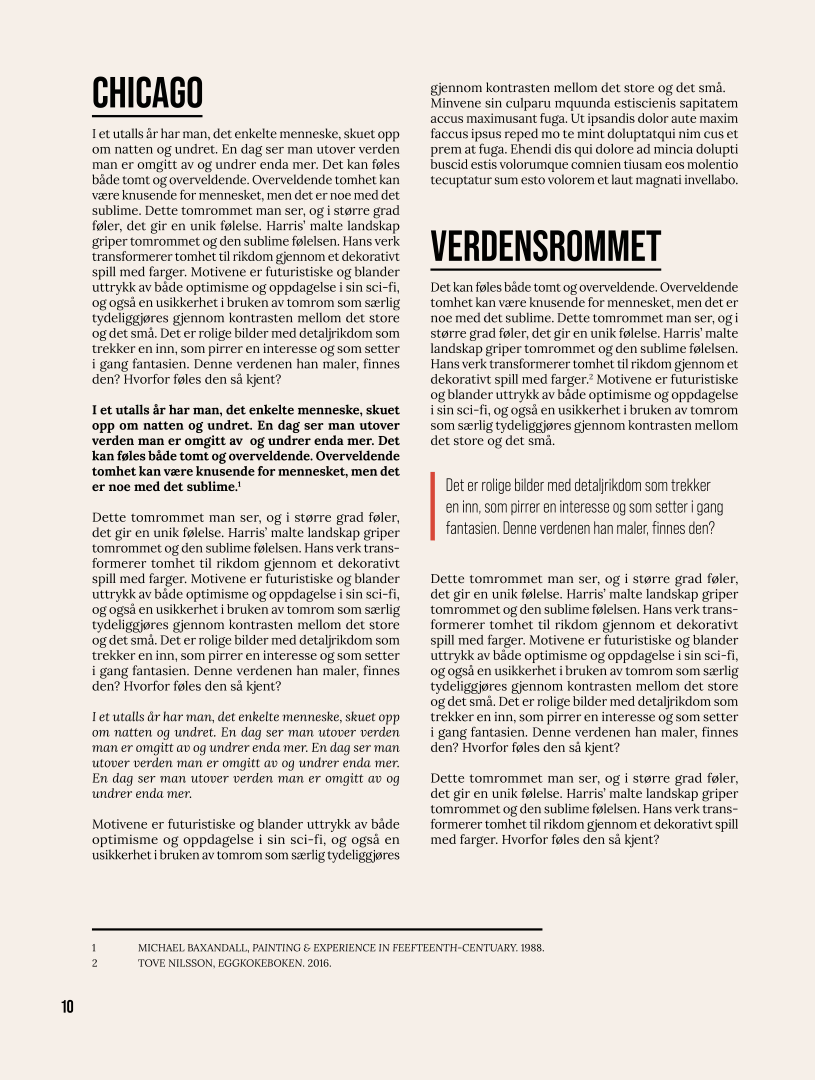 CHICAGO
I et utalls år har man, det enkelte menneske, skuet opp
om natten og undret. En dag ser man utover verden
man er omgitt av og undrer enda mer. Det kan føles
både tomt og overveldende. Overveldende tomhet kan
være knusende for mennesket, men det er noe med det
sublime. Dette tomrommet man ser, og i større grad
føler, det gir en unik følelse. Harris’ malte landskap
griper tomrommet og den sublime følelsen. Hans verk
transformerer tomhet til rikdom gjennom et dekorativt
spill med farger. Motivene er futuristiske og blander
uttrykk av både optimisme og oppdagelse i sin sci-fi,
og også en usikkerhet i bruken av tomrom som særlig
tydeliggjøres gjennom kontrasten mellom det store
og det små. Det er rolige bilder med detaljrikdom som
trekker en inn, som pirrer en interesse og som setter
i gang fantasien. Denne verdenen han maler, finnes
den? Hvorfor føles den så kjent?
I et utalls år har man, det enkelte menneske, skuet
opp om natten og undret. En dag ser man utover
verden man er omgitt av  og undrer enda mer. Det
kan føles både tomt og overveldende. Overveldende
tomhet kan være knusende for mennesket, men det
er noe med det sublime.¹
Dette tomrommet man ser, og i større grad føler,
det gir en unik følelse. Harris’ malte landskap griper
tomrommet og den sublime følelsen. Hans verk trans-
formerer tomhet til rikdom gjennom et dekorativt
spill med farger. Motivene er futuristiske og blander
uttrykk av både optimisme og oppdagelse i sin sci-fi,
og også en usikkerhet i bruken av tomrom som særlig
tydeliggjøres gjennom kontrasten mellom det store
og det små. Det er rolige bilder med detaljrikdom som
trekker en inn, som pirrer en interesse og som setter
i gang fantasien. Denne verdenen han maler, finnes
den? Hvorfor føles den så kjent?
I et utalls år har man, det enkelte menneske, skuet opp
om natten og undret. En dag ser man utover verden
man er omgitt av og undrer enda mer. En dag ser man
utover verden man er omgitt av og undrer enda mer.
En dag ser man utover verden man er omgitt av og
undrer enda mer.
Motivene er futuristiske og blander uttrykk av både
optimisme og oppdagelse i sin sci-fi, og også en
usikkerhet i bruken av tomrom som særlig tydeliggjøres
gjennom kontrasten mellom det store og det små.
Minvene sin culparu mquunda estiscienis sapitatem
accus maximusant fuga. Ut ipsandis dolor aute maxim
faccus ipsus reped mo te mint doluptatqui nim cus et
prem at fuga. Ehendi dis qui dolore ad mincia dolupti
buscid estis volorumque comnien tiusam eos molentio
tecuptatur sum esto volorem et laut magnati invellabo.
VERDENSROMMET
Det kan føles både tomt og overveldende. Overveldende
tomhet kan være knusende for mennesket, men det er
noe med det sublime. Dette tomrommet man ser, og i
større grad føler, det gir en unik følelse. Harris’ malte
landskap griper tomrommet og den sublime følelsen.
Hans verk transformerer tomhet til rikdom gjennom et
dekorativt spill med farger.² Motivene er futuristiske
og blander uttrykk av både optimisme og oppdagelse
i sin sci-fi, og også en usikkerhet i bruken av tomrom
som særlig tydeliggjøres gjennom kontrasten mellom
det store og det små.
Det er rolige bilder med detaljrikdom som trekker
en inn, som pirrer en interesse og som setter i gang
fantasien. Denne verdenen han maler, finnes den?
Dette tomrommet man ser, og i større grad føler,
det gir en unik følelse. Harris’ malte landskap griper
tomrommet og den sublime følelsen. Hans verk trans-
formerer tomhet til rikdom gjennom et dekorativt
spill med farger. Motivene er futuristiske og blander
uttrykk av både optimisme og oppdagelse i sin sci-fi,
og også en usikkerhet i bruken av tomrom som særlig
tydeliggjøres gjennom kontrasten mellom det store
og det små. Det er rolige bilder med detaljrikdom som
trekker en inn, som pirrer en interesse og som setter
i gang fantasien. Denne verdenen han maler, finnes
den? Hvorfor føles den så kjent?
Dette tomrommet man ser, og i større grad føler,
det gir en unik følelse. Harris’ malte landskap griper
tomrommet og den sublime følelsen. Hans verk trans-
formerer tomhet til rikdom gjennom et dekorativt spill
med farger. Hvorfor føles den så kjent?
1 MICHAEL BAXANDALL, PAINTING & EXPERIENCE IN FEEFTEENTH-CENTUARY. 1988.
2 TOVE NILSSON, EGGKOKEBOKEN. 2016.
10